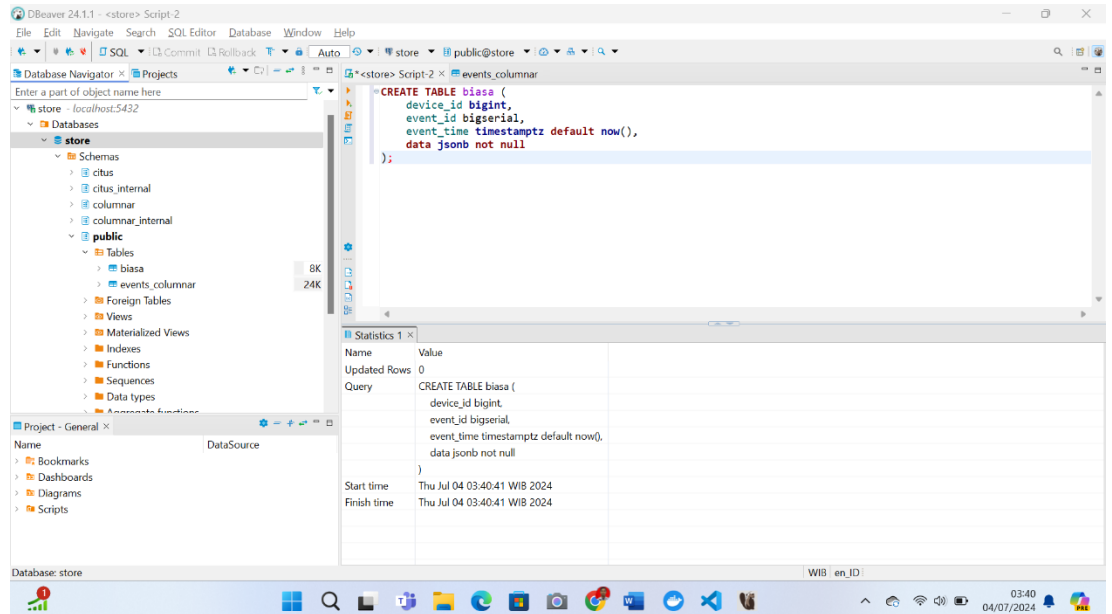 DBeaver 24.1.1 - <store> Script-2
File Edit Navigate Search SQL Editor Database Window Help
SQL Commit Rollback Auto store public@store
Database Navigator Projects
Enter a part of object name here
store - localhost:5432
Databases
store
Schemas
citus
citus_internal
columnar
columnar_internal
public
Tables
biasa 8K
events_columnar 24K
Foreign Tables
Views
Materialized Views
Indexes
Functions
Sequences
Data types
Aggregate functions
Project - General
Name DataSource
Bookmarks
Dashboards
Diagrams
Scripts
*<store> Script-2 events_columnar
CREATE TABLE biasa (
device_id bigint,
event_id bigserial,
event_time timestamptz default now(),
data jsonb not null
);
Statistics 1
Name Value
Updated Rows 0
Query CREATE TABLE biasa (
device_id bigint,
event_id bigserial,
event_time timestamptz default now(),
data jsonb not null
)
Start time Thu Jul 04 03:40:41 WIB 2024
Finish time Thu Jul 04 03:40:41 WIB 2024
Database: store
WIB en_ID
1
03:40
04/07/2024
PRE